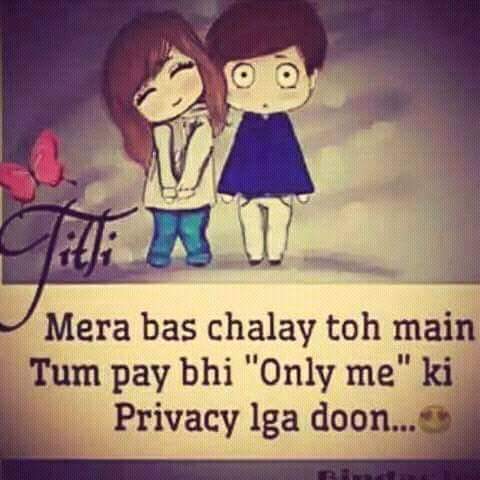 Titli
Mera bas chalay toh main
Tum pay bhi "Only me" ki
Privacy lga doon...😍